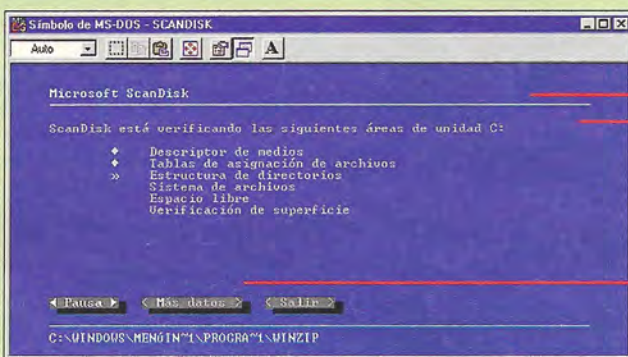 Símbolo de MS-DOS - SCANDISK
Auto
A
Microsoft ScanDisk
ScanDisk está verificando las siguientes áreas de unidad C:
♦ Descriptor de medios
♦ Tablas de asignación de archivos
» Estructura de directorios
Sistema de archivos
Espacio libre
Verificación de superficie
◄ Pausa ► < Más datos > < Salir >
C:\WINDOWS\MENÚIN~1\PROGRA~1\WINZIP